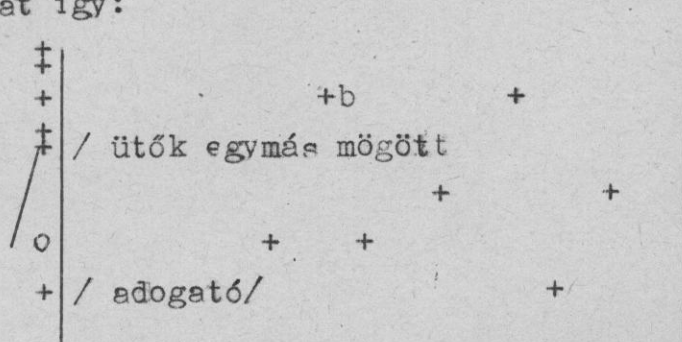 at így:
+
+
+ +b +
+
+ / ütők egymás mögött
+ +
o + +
+ / adogató/ +